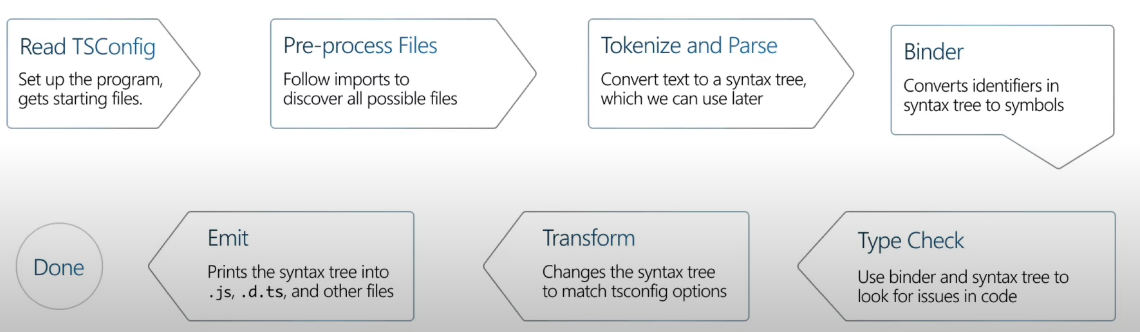 Read TSConfig
Set up the program,
gets starting files.
Pre-process Files
Follow imports to
discover all possible files
Tokenize and Parse
Convert text to a syntax tree,
which we can use later
Binder
Converts identifiers in
syntax tree to symbols
Type Check
Use binder and syntax tree to
look for issues in code
Transform
Changes the syntax tree
to match tsconfig options
Emit
Prints the syntax tree into
.js, .d.ts, and other files
Done